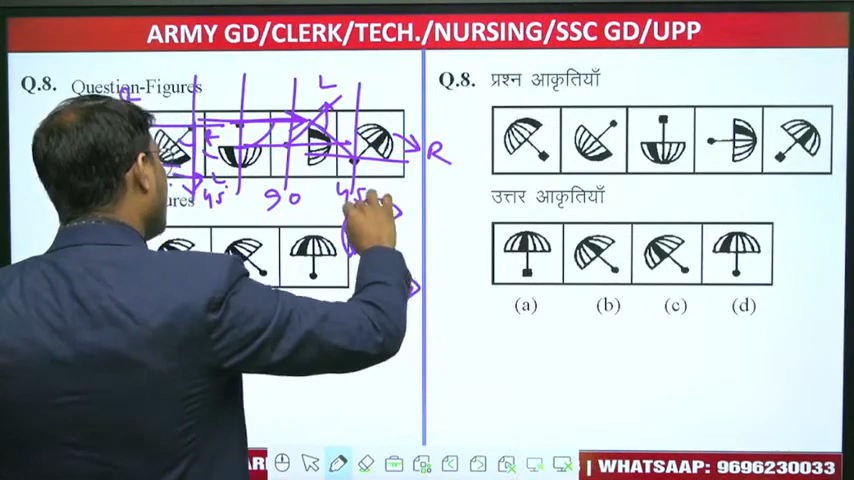 ARMY GD/CLERK/TECH./NURSING/SSC GD/UPP
Q.8. Question-Figures
R
L
R
L
R
45
90
45
Q.8. प्रश्न आकृतियाँ
उत्तर आकृतियाँ
(a) (b) (c) (d)
| WHATSAAP: 9696230033